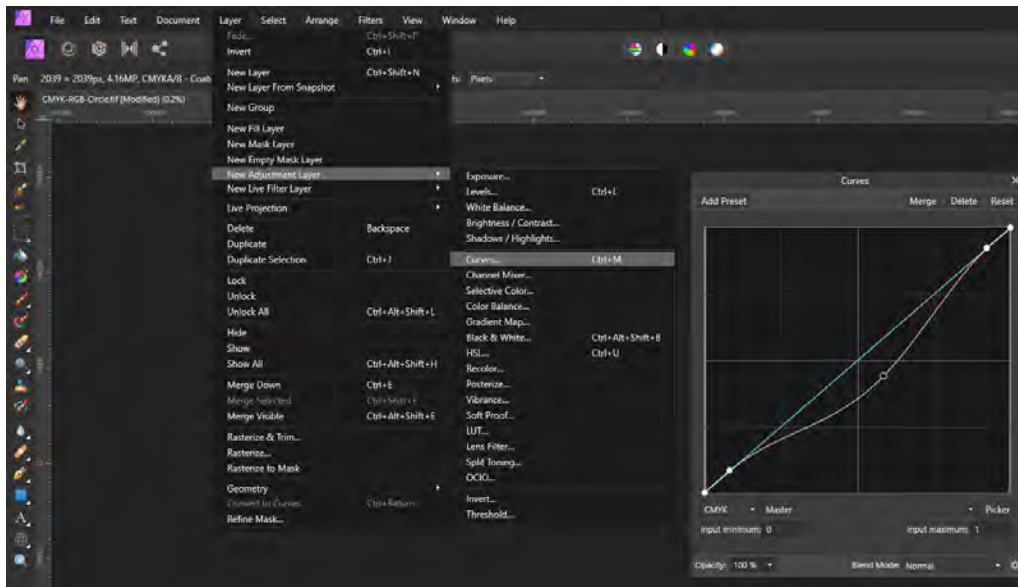 File Edit Text Document Layer Select Arrange Filters View Window Help
Pan 2039 × 2039px, 4.16MP, CMYKA/8 - Coat
Pixels
CMYK-RGB-Circle.tif [Modified] (0.2%)
Fade... Ctrl+Shift+F
Invert Ctrl+I
New Layer Ctrl+Shift+N
New Layer From Snapshot
New Group
New Fill Layer
New Mask Layer
New Empty Mask Layer
New Adjustment Layer
New Live Filter Layer
Live Projection
Delete Backspace
Duplicate
Duplicate Selection Ctrl+J
Lock
Unlock
Unlock All Ctrl+Alt+Shift+L
Hide
Show
Show All Ctrl+Alt+Shift+H
Merge Down Ctrl+E
Merge Selected Ctrl+Shift+E
Merge Visible Ctrl+Alt+Shift+E
Rasterize & Trim...
Rasterize...
Rasterize to Mask
Geometry
Convert to Curves Ctrl+Return
Refine Mask...
Exposure...
Levels... Ctrl+L
White Balance...
Brightness / Contrast...
Shadows / Highlights...
Curves... Ctrl+M
Channel Mixer...
Selective Color...
Color Balance...
Gradient Map...
Black & White... Ctrl+Alt+Shift+B
HSL... Ctrl+U
Recolor...
Posterize...
Vibrance...
Soft Proof...
LUT...
Lens Filter...
Split Toning...
OCIO...
Invert...
Threshold...
Curves
Add Preset Merge Delete Reset
CMYK Master Picker
Input minimum: 0 Input maximum: 1
Opacity: 100 % Blend Mode: Normal